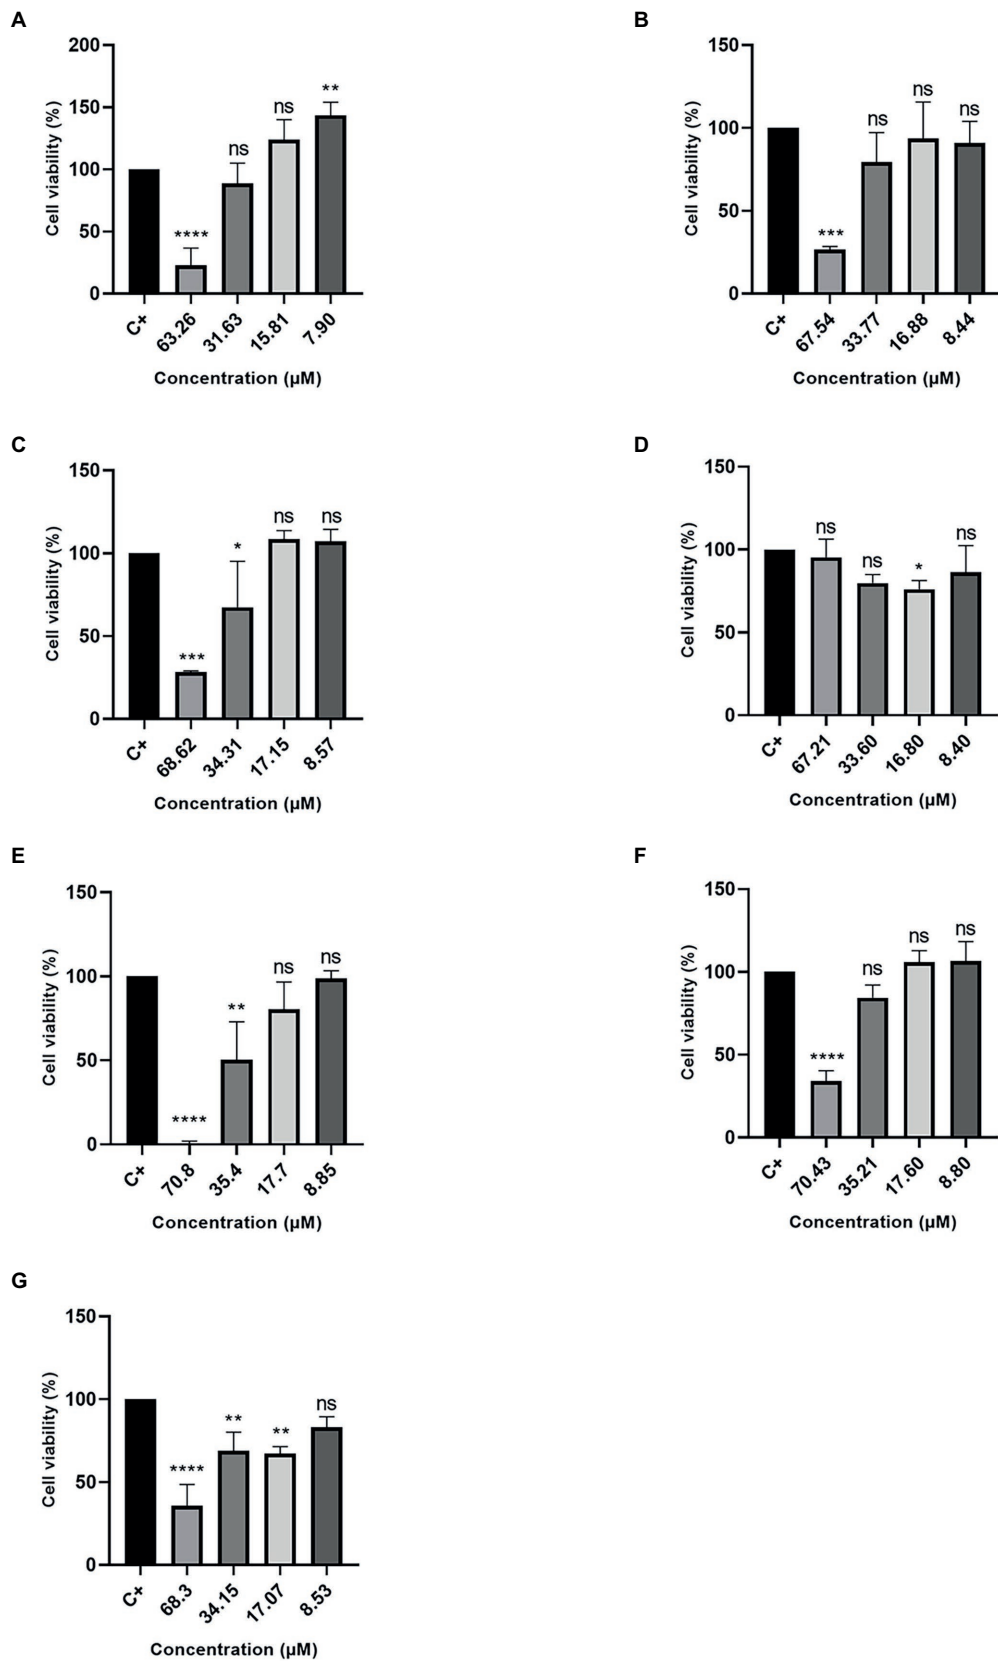 A
Cell viability (%)
200
150
100
50
0
****
ns
ns
**
C+
63.26
31.63
15.81
7.90
Concentration (µM)
B
Cell viability (%)
150
100
50
0
***
ns
ns
ns
C+
67.54
33.77
16.88
8.44
Concentration (µM)
C
Cell viability (%)
150
100
50
0
***
*
ns
ns
C+
68.62
34.31
17.15
8.57
Concentration (µM)
D
Cell viability (%)
150
100
50
0
ns
ns
*
ns
C+
67.21
33.60
16.80
8.40
Concentration (µM)
E
Cell viability (%)
150
100
50
0
****
**
ns
ns
C+
70.8
35.4
17.7
8.85
Concentration (µM)
F
Cell viability (%)
150
100
50
0
****
ns
ns
ns
C+
70.43
35.21
17.60
8.80
Concentration (µM)
G
Cell viability (%)
150
100
50
0
****
**
**
ns
C+
68.3
34.15
17.07
8.53
Concentration (µM)